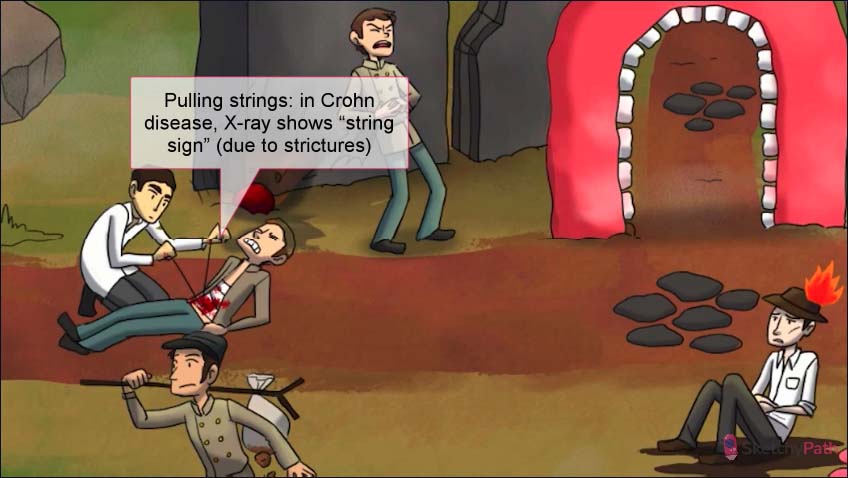 Pulling strings: in Crohn
disease, X-ray shows “string
sign” (due to strictures)
SketchyPath